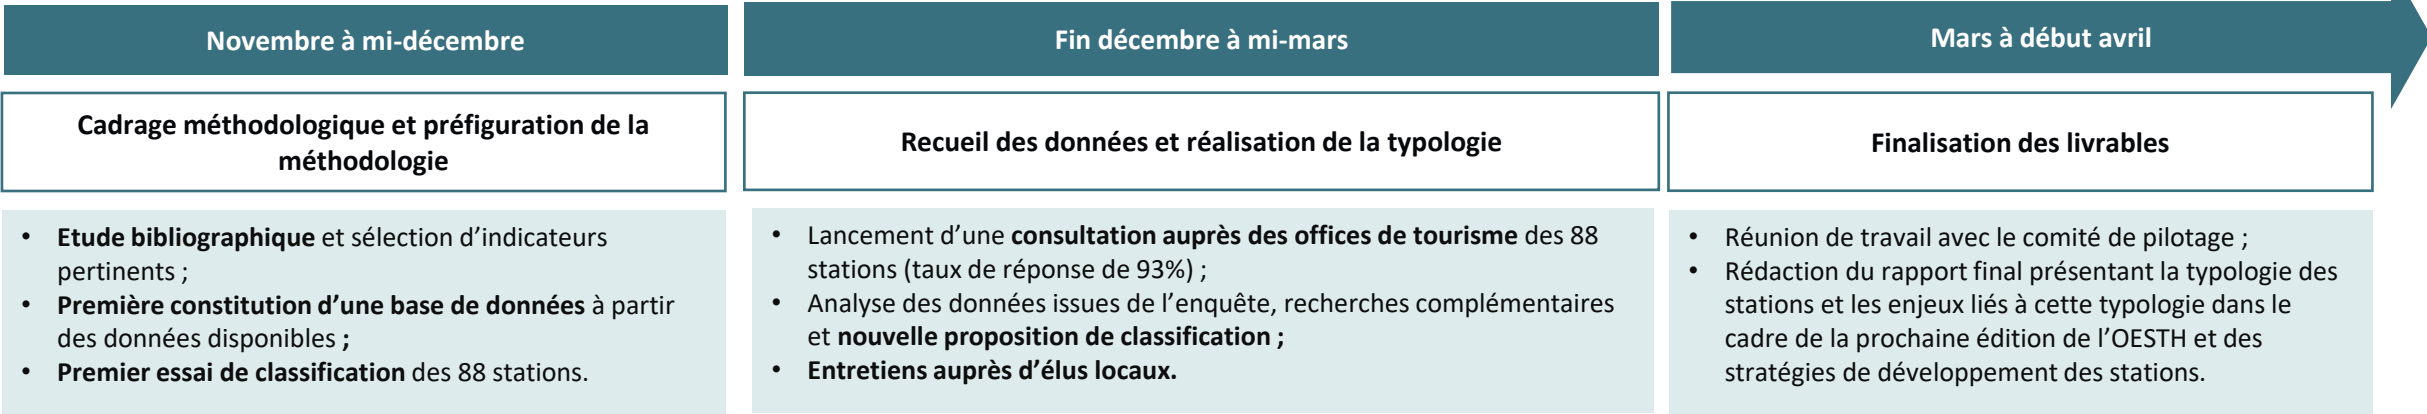 Novembre à mi-décembre
Fin décembre à mi-mars
Mars à début avril
Cadrage méthodologique et préfiguration de la
méthodologie
Recueil des données et réalisation de la typologie
Finalisation des livrables
• Etude bibliographique et sélection d’indicateurs
pertinents ;
• Première constitution d’une base de données à partir
des données disponibles ;
• Premier essai de classification des 88 stations.
• Lancement d’une consultation auprès des offices de tourisme des 88
stations (taux de réponse de 93%) ;
• Analyse des données issues de l’enquête, recherches complémentaires
et nouvelle proposition de classification ;
• Entretiens auprès d’élus locaux.
• Réunion de travail avec le comité de pilotage ;
• Rédaction du rapport final présentant la typologie des
stations et les enjeux liés à cette typologie dans le
cadre de la prochaine édition de l’OESTH et des
stratégies de développement des stations.